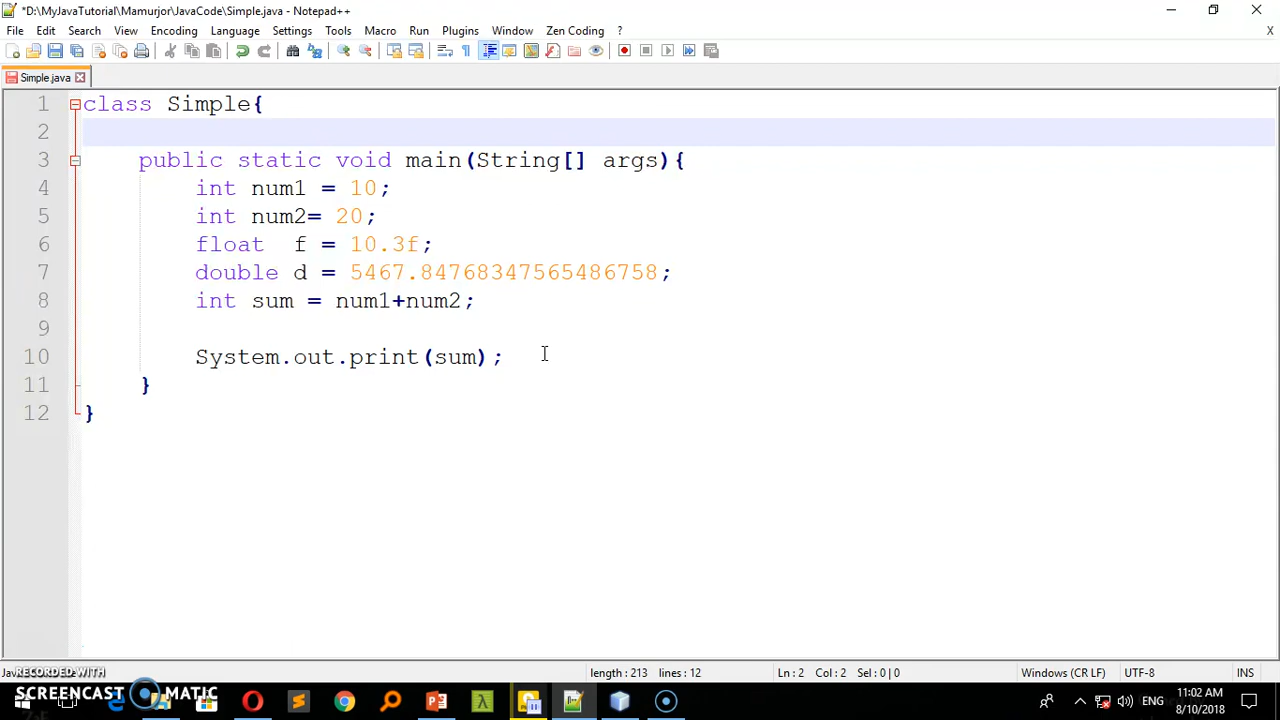 *D:\MyJavaTutorial\Mamurjor\JavaCode\Simple.java - Notepad++
File Edit Search View Encoding Language Settings Tools Macro Run Plugins Window Zen Coding ? X
Simple.java
1 class Simple{
2
3 public static void main(String[] args){
4 int num1 = 10;
5 int num2= 20;
6 float  f = 10.3f;
7 double d = 5467.84768347565486758;
8 int sum = num1+num2;
9
10 System.out.print(sum);
11 }
12 }
length : 213 lines : 12 Ln : 2 Col : 2 Sel : 0 | 0 Windows (CR LF) UTF-8 INS
RECORDED WITH
SCREENCAST MATIC
ENG
11:02 AM
8/10/2018